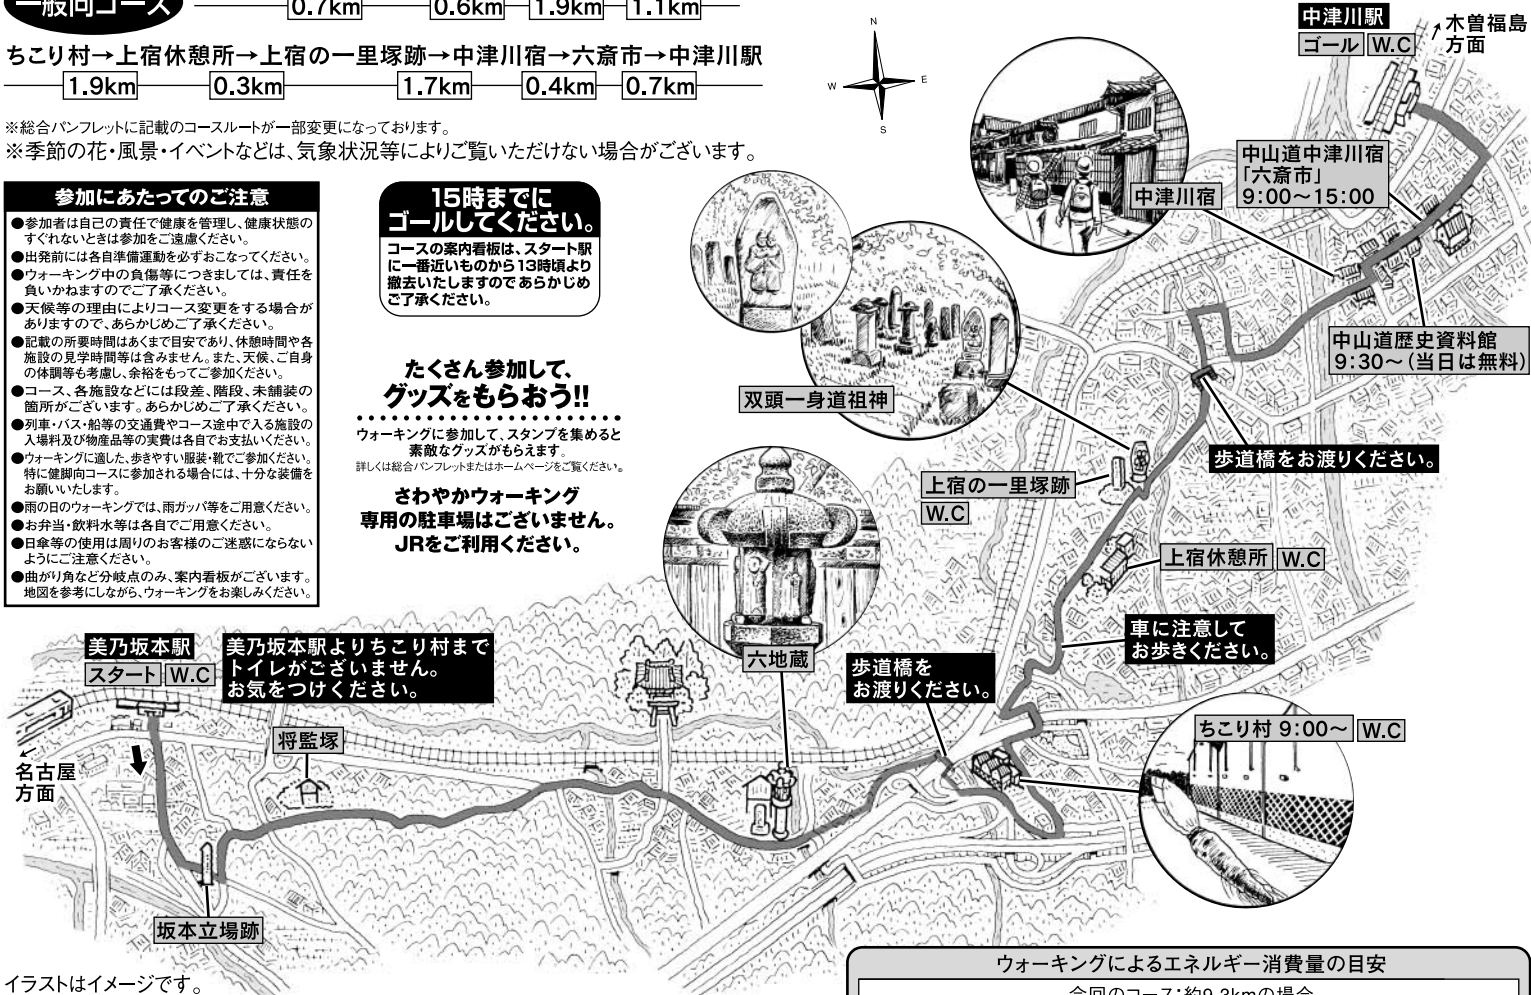 一般向コース
0.7km 0.6km 1.9km 1.1km
ちこり村→上宿休憩所→上宿の一里塚跡→中津川宿→六斎市→中津川駅
1.9km 0.3km 1.7km 0.4km 0.7km
※総合パンフレットに記載のコースルートが一部変更になっております。
※季節の花・風景・イベントなどは、気象状況等によりご覧いただけない場合がございます。
参加にあたってのご注意
●参加者は自己の責任で健康を管理し、健康状態の
すぐれないときは参加をご遠慮ください。
●出発前には各自準備運動を必ずおこなってください。
●ウォーキング中の負傷等につきましては、責任を
負いかねますのでご了承ください。
●天候等の理由によりコース変更をする場合が
ありますので、あらかじめご了承ください。
●記載の所要時間はあくまで目安であり、休憩時間や各
施設の見学時間等は含みません。また、天候、ご自身
の体調等も考慮し、余裕をもってご参加ください。
●コース、各施設などには段差、階段、未舗装の
箇所がございます。あらかじめご了承ください。
●列車・バス・船等の交通費やコース途中で入る施設の
入場料及び物産品等の実費は各自でお支払いください。
●ウォーキングに適した、歩きやすい服装・靴でご参加ください。
特に健脚向コースに参加される場合には、十分な装備を
お願いいたします。
●雨の日のウォーキングでは、雨ガッパ等をご用意ください。
●お弁当・飲料水等は各自でご用意ください。
●日傘等の使用は周りのお客様のご迷惑にならない
ようにご注意ください。
●曲がり角など分岐点のみ、案内看板がございます。
地図を参考にしながら、ウォーキングをお楽しみください。
15時までに
ゴールしてください。
コースの案内看板は、スタート駅
に一番近いものから13時頃より
撤去いたしますのであらかじめ
ご了承ください。
たくさん参加して、
グッズをもらおう!!
ウォーキングに参加して、スタンプを集めると
素敵なグッズがもらえます。
詳しくは総合パンフレットまたはホームページをご覧ください。
さわやかウォーキング
専用の駐車場はございません。
JRをご利用ください。
N
W
E
S
中津川駅
ゴール W.C
木曽福島
方面
中山道中津川宿
「六斎市」
9:00～15:00
中津川宿
中山道歴史資料館
9:30～(当日は無料)
双頭一身道祖神
歩道橋をお渡りください。
上宿の一里塚跡
W.C
上宿休憩所 W.C
車に注意して
お歩きください。
六地蔵
歩道橋を
お渡りください。
ちこり村 9:00～ W.C
美乃坂本駅
スタート W.C
美乃坂本駅よりちこり村まで
トイレがございません。
お気をつけください。
将監塚
名古屋
方面
坂本立場跡
イラストはイメージです。
ウォーキングによるエネルギー消費量の目安
今回のコース:約9.3kmの場合